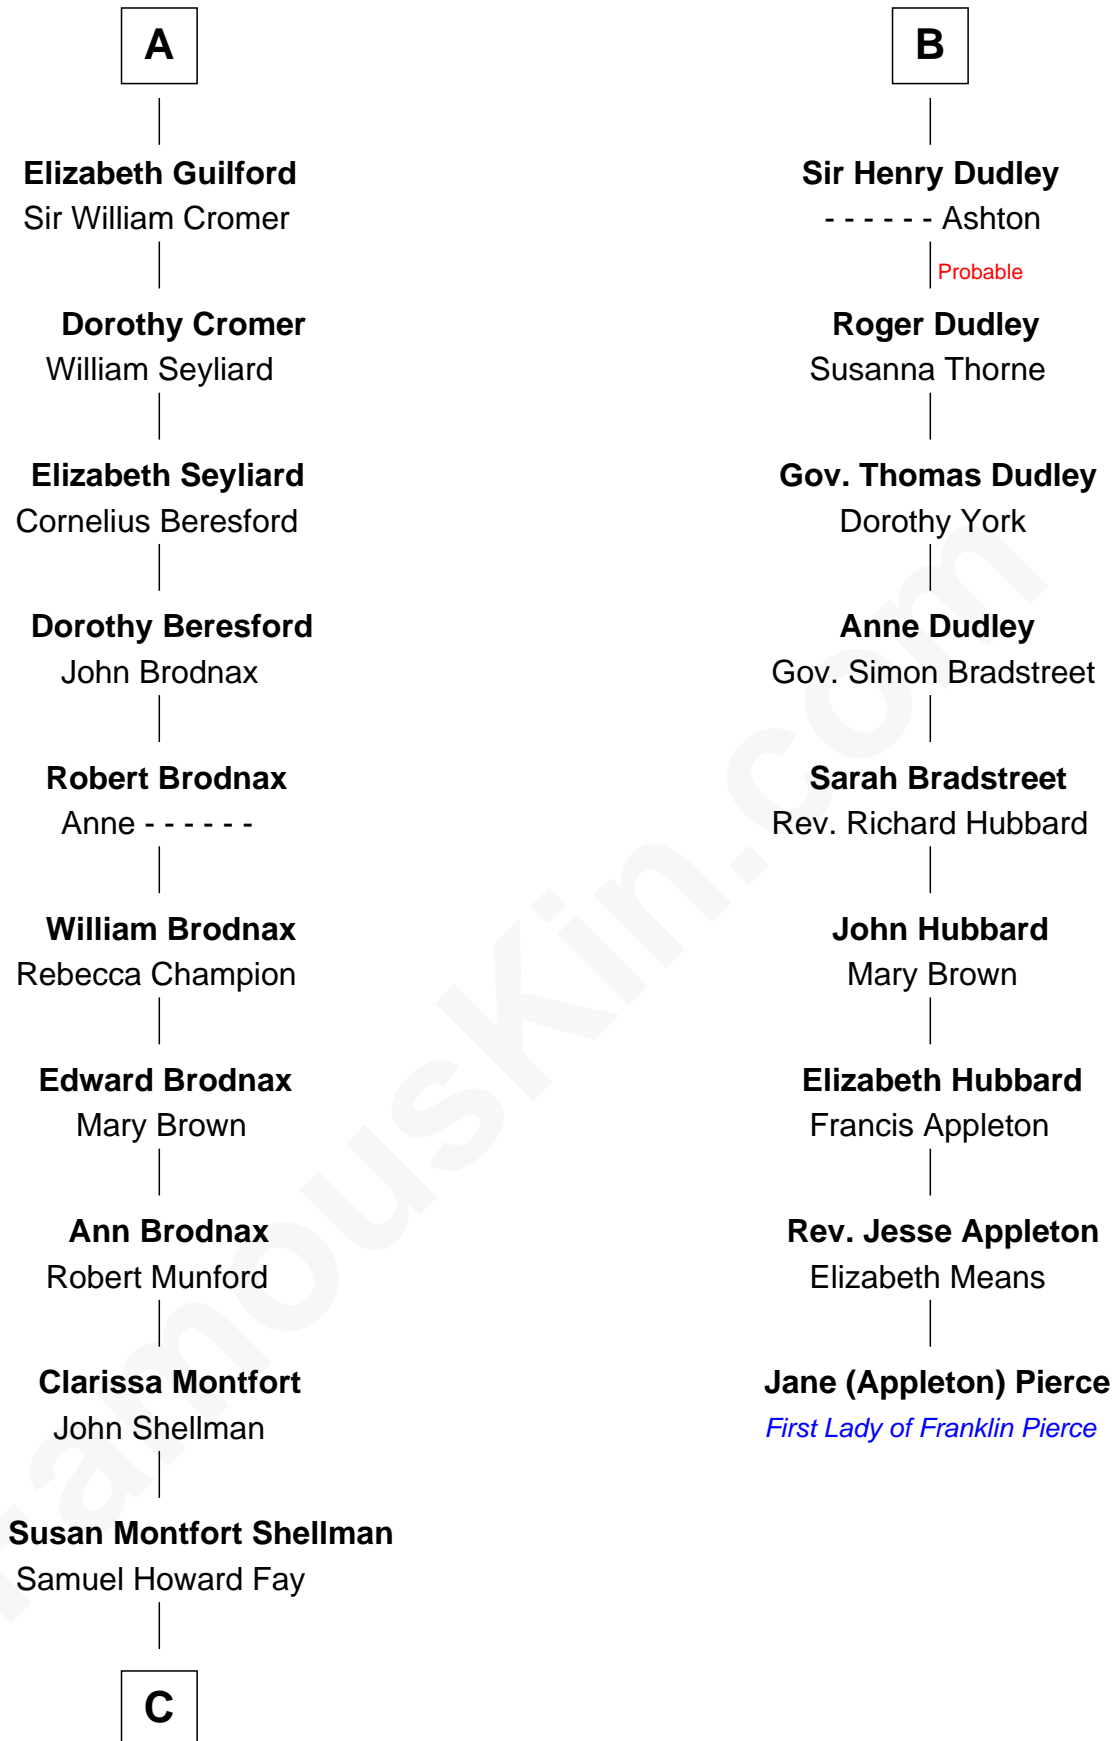 A
Elizabeth Guilford
Sir William Cromer
Dorothy Cromer
William Seyliard
Elizabeth Seyliard
Cornelius Beresford
Dorothy Beresford
John Brodnax
Robert Brodnax
Anne - - - - - -
William Brodnax
Rebecca Champion
Edward Brodnax
Mary Brown
Ann Brodnax
Robert Munford
Clarissa Montfort
John Shellman
Susan Montfort Shellman
Samuel Howard Fay
C
B
Sir Henry Dudley
- - - - - - Ashton
Probable
Roger Dudley
Susanna Thorne
Gov. Thomas Dudley
Dorothy York
Anne Dudley
Gov. Simon Bradstreet
Sarah Bradstreet
Rev. Richard Hubbard
John Hubbard
Mary Brown
Elizabeth Hubbard
Francis Appleton
Rev. Jesse Appleton
Elizabeth Means
Jane (Appleton) Pierce
First Lady of Franklin Pierce
FamousKin.com